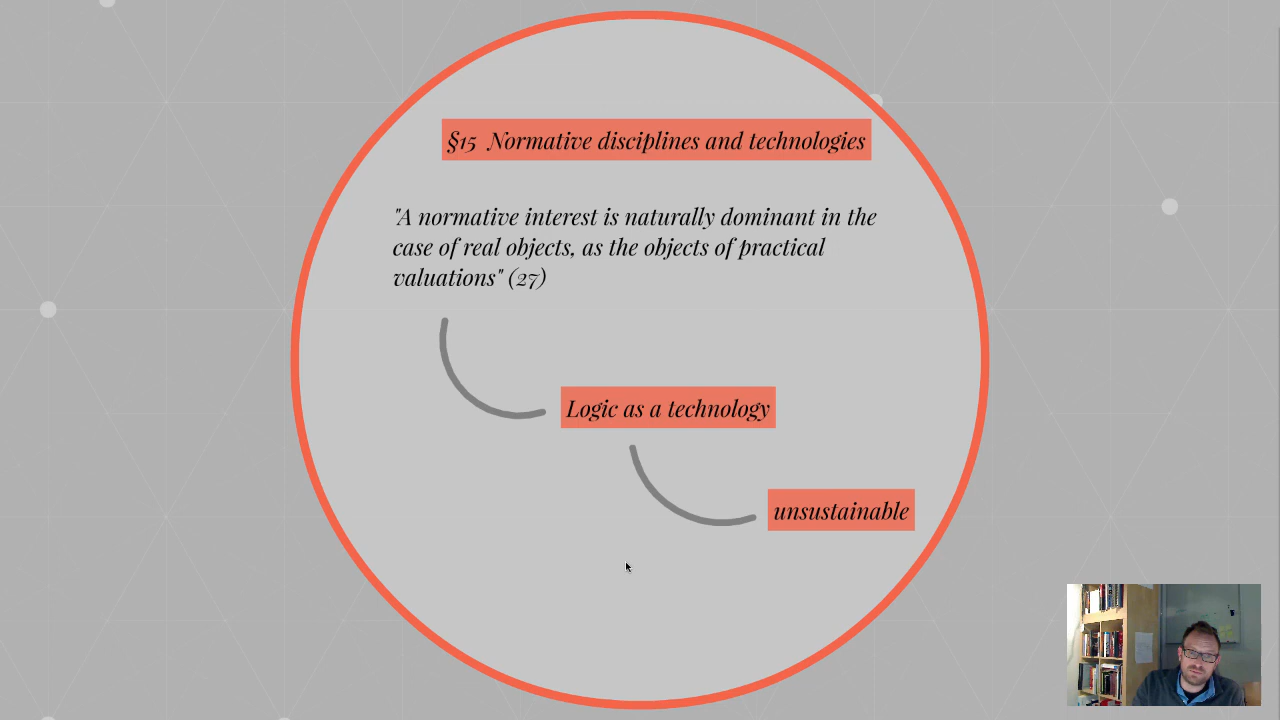 §15 Normative disciplines and technologies
"A normative interest is naturally dominant in the
case of real objects, as the objects of practical
valuations" (27)
Logic as a technology
unsustainable